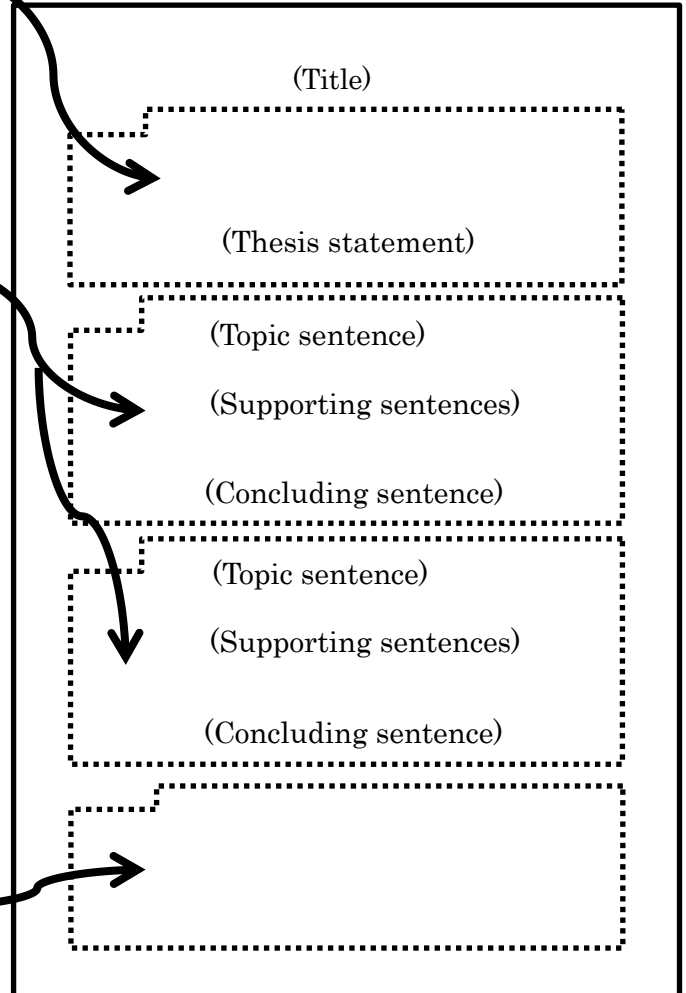 (Title)
(Thesis statement)
(Topic sentence)
(Supporting sentences)
(Concluding sentence)
(Topic sentence)
(Supporting sentences)
(Concluding sentence)